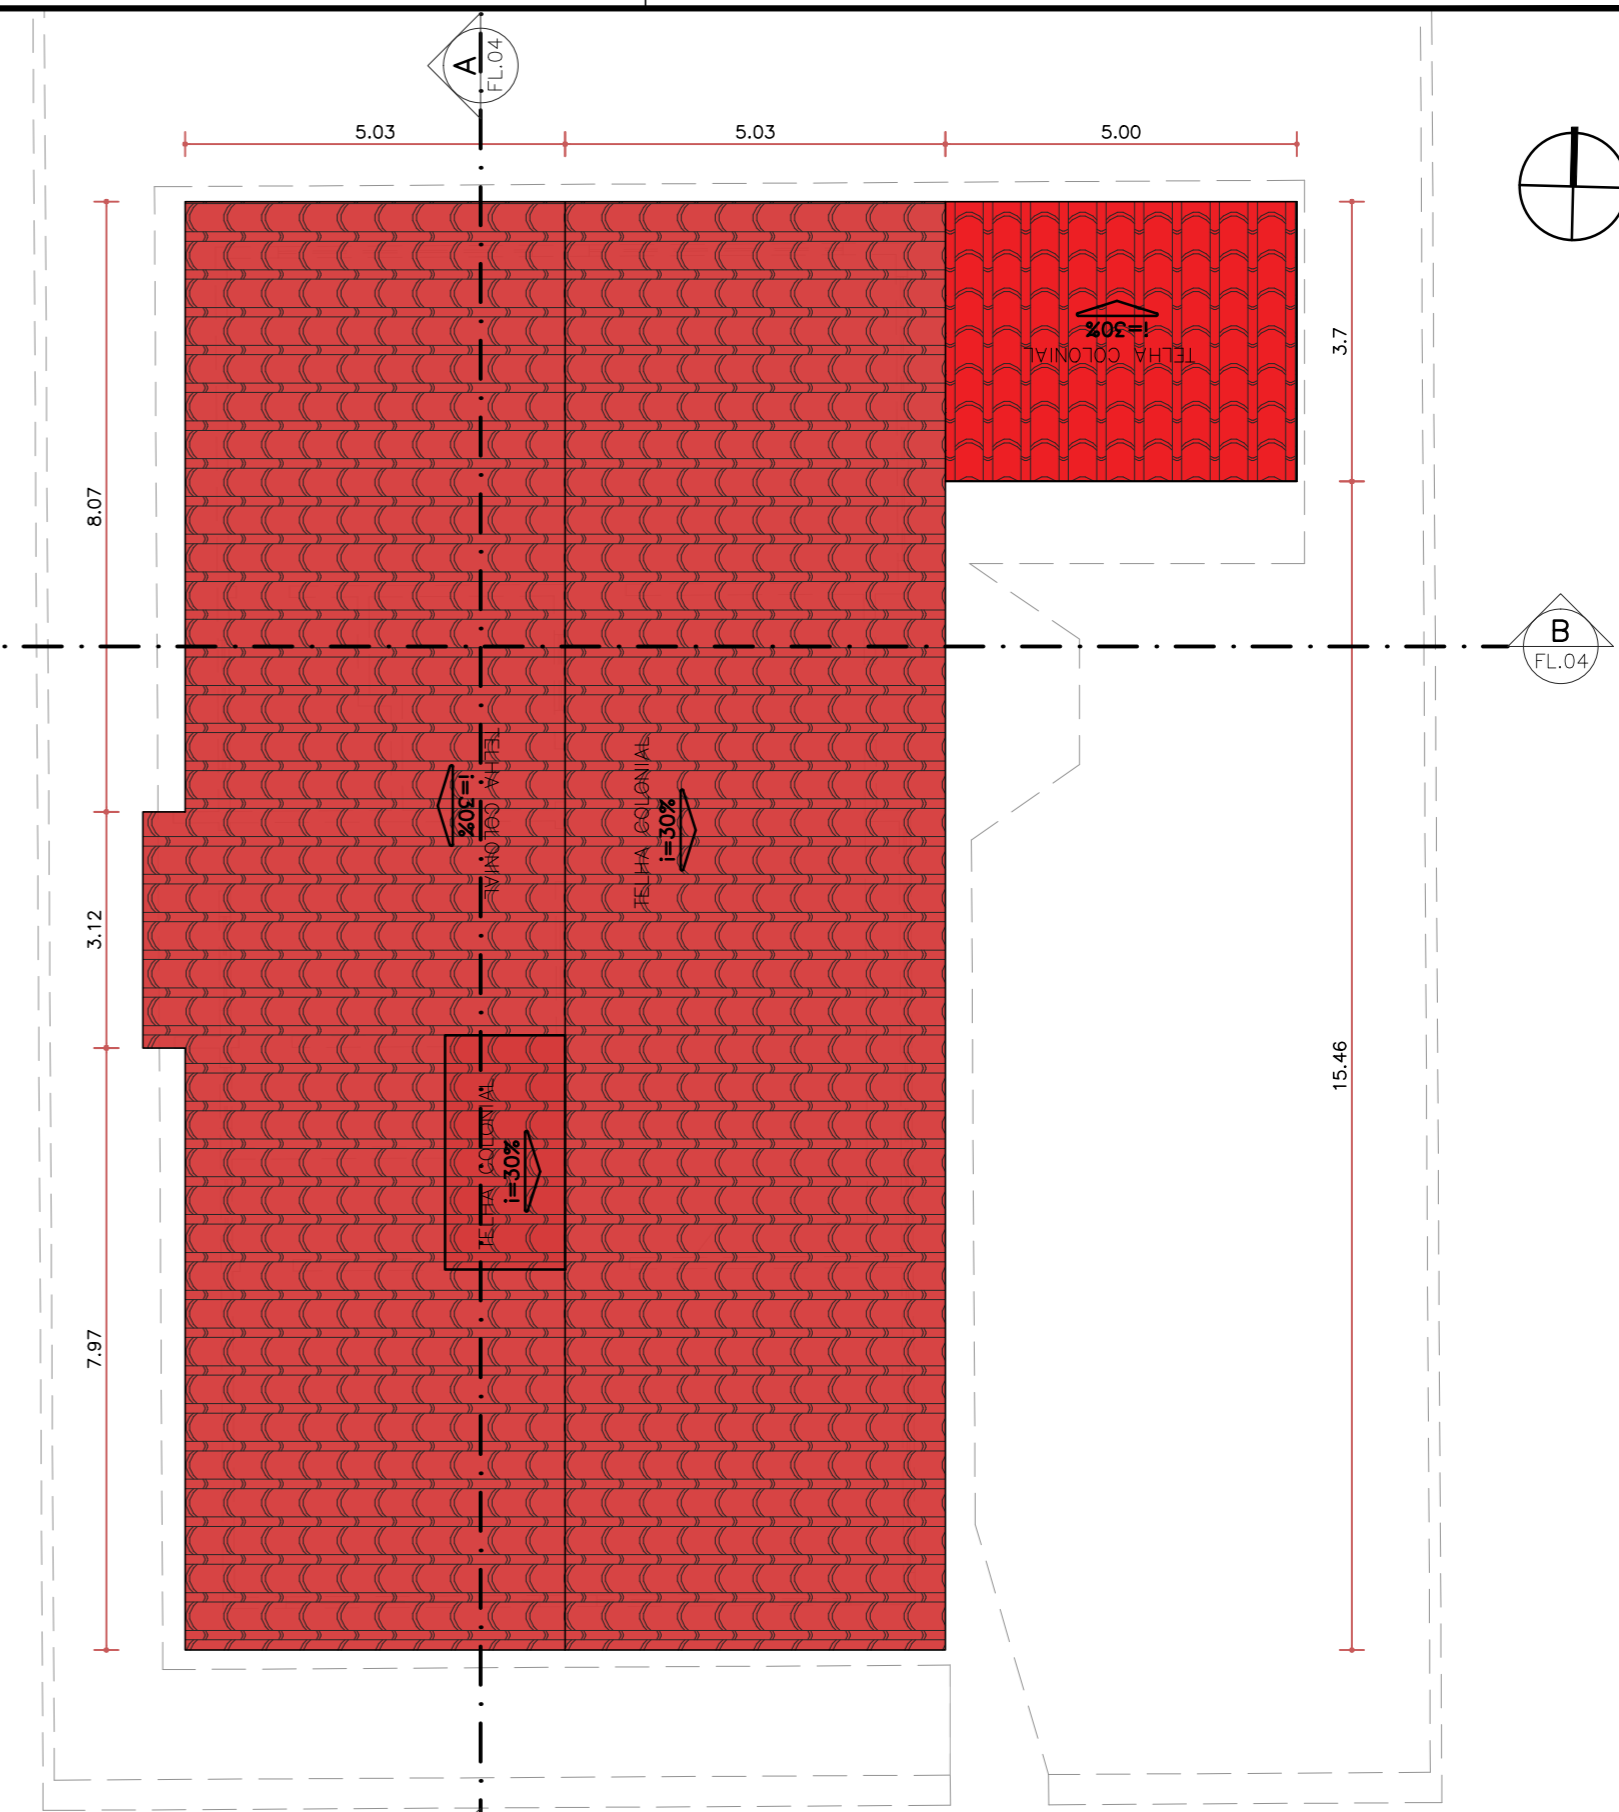 A
FL.04
5.03
5.03
5.00
i=30%
TELHA COLONIAL
3.7
8.07
B
FL.04
TELHA COLONIAL
i=30%
TELHA COLONIAL
i=30%
3.12
15.46
TELHA COLONIAL
i=30%
7.97